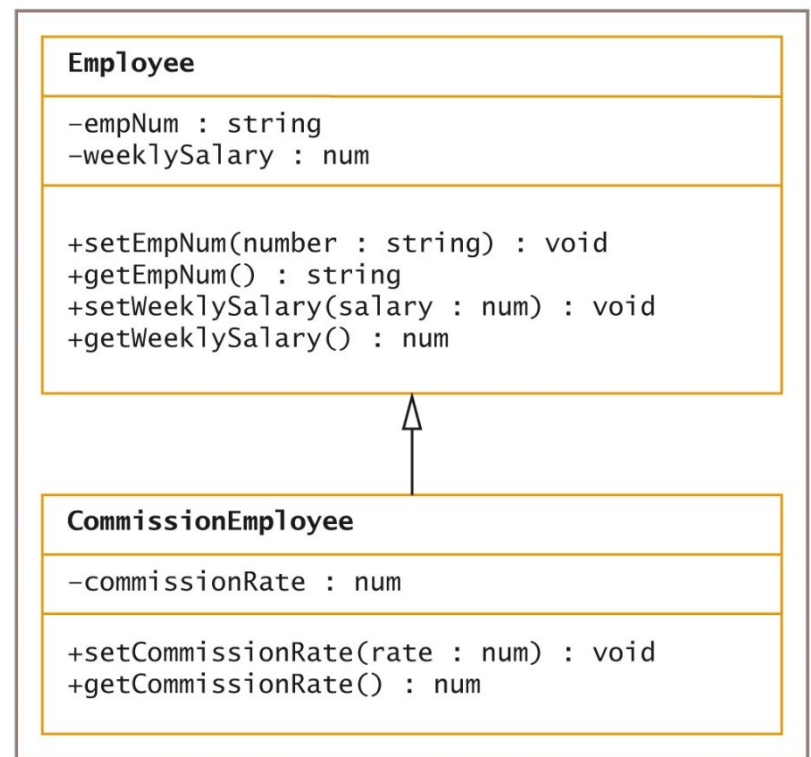 Employee
–empNum : string
–weeklySalary : num
+setEmpNum(number : string) : void
+getEmpNum() : string
+setWeeklySalary(salary : num) : void
+getWeeklySalary() : num
CommissionEmployee
–commissionRate : num
+setCommissionRate(rate : num) : void
+getCommissionRate() : num